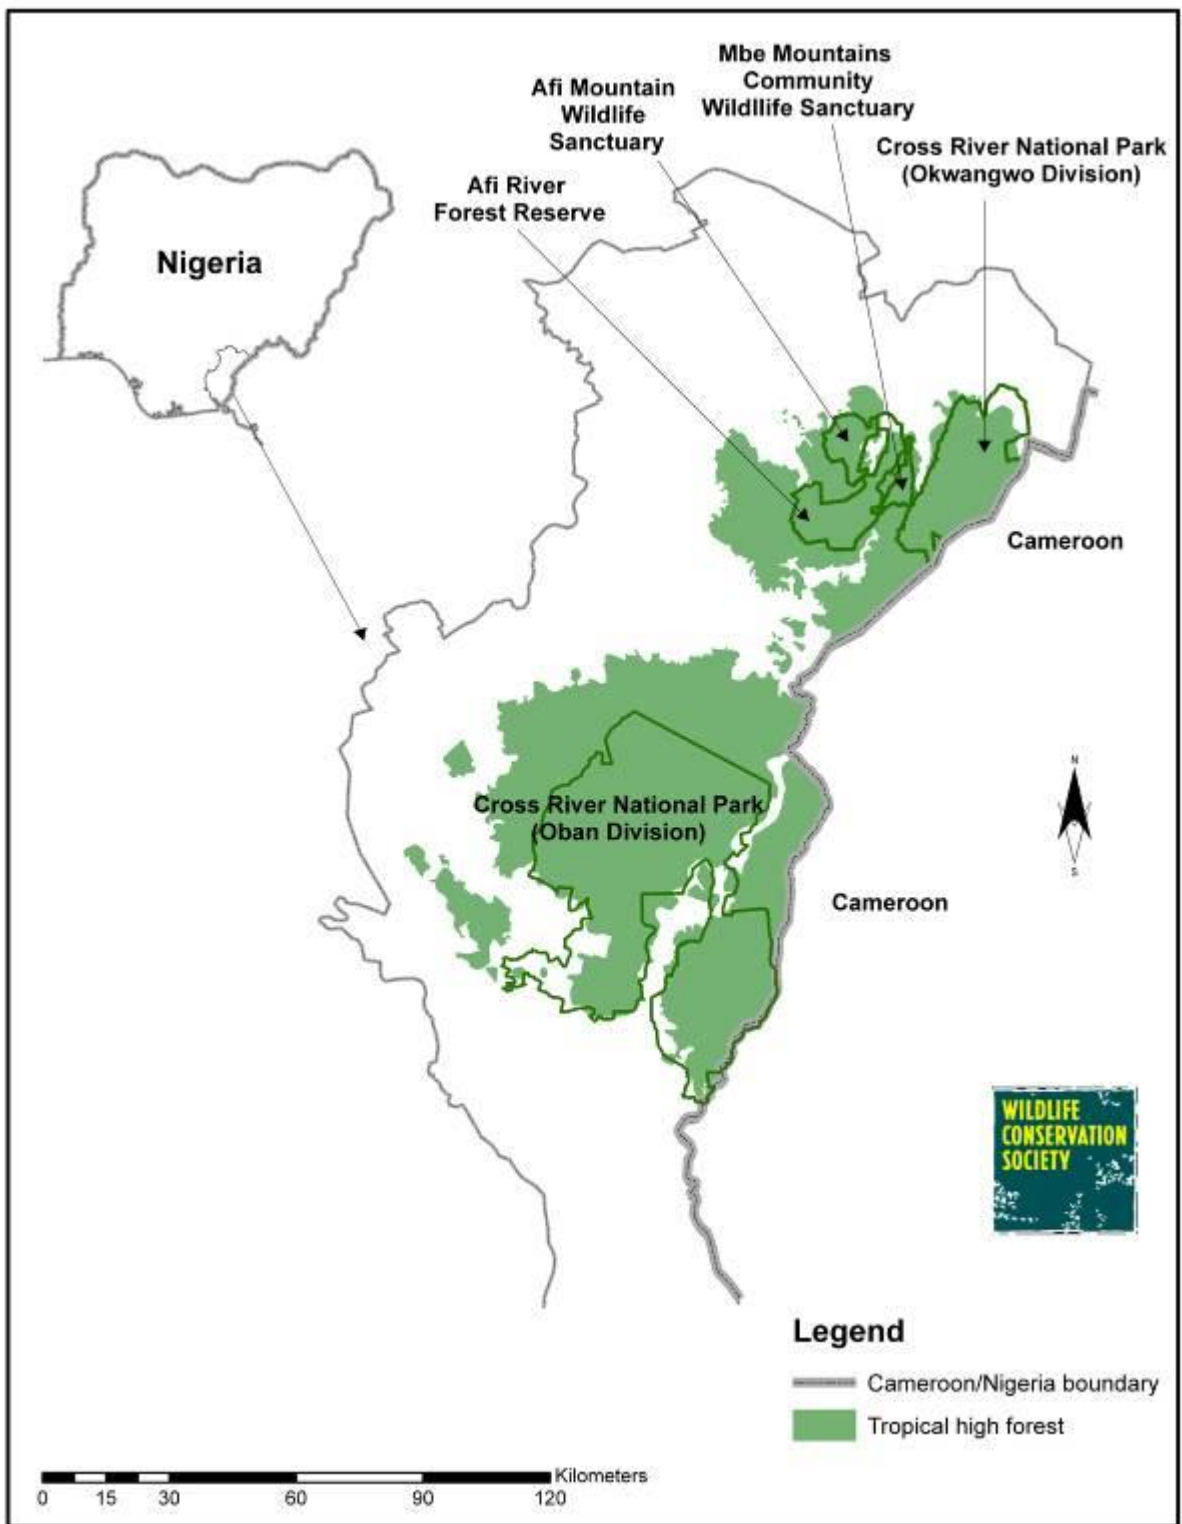 Mbe Mountains
Community
Wildllife Sanctuary
Afi Mountain
Wildlife
Sanctuary
Cross River National Park
(Okwangwo Division)
Afi River
Forest Reserve
Nigeria
Cameroon
N
S
Cross River National Park
(Oban Division)
Cameroon
WILDLIFE
CONSERVATION
SOCIETY
Legend
Cameroon/Nigeria boundary
Tropical high forest
Kilometers
0 15 30 60 90 120